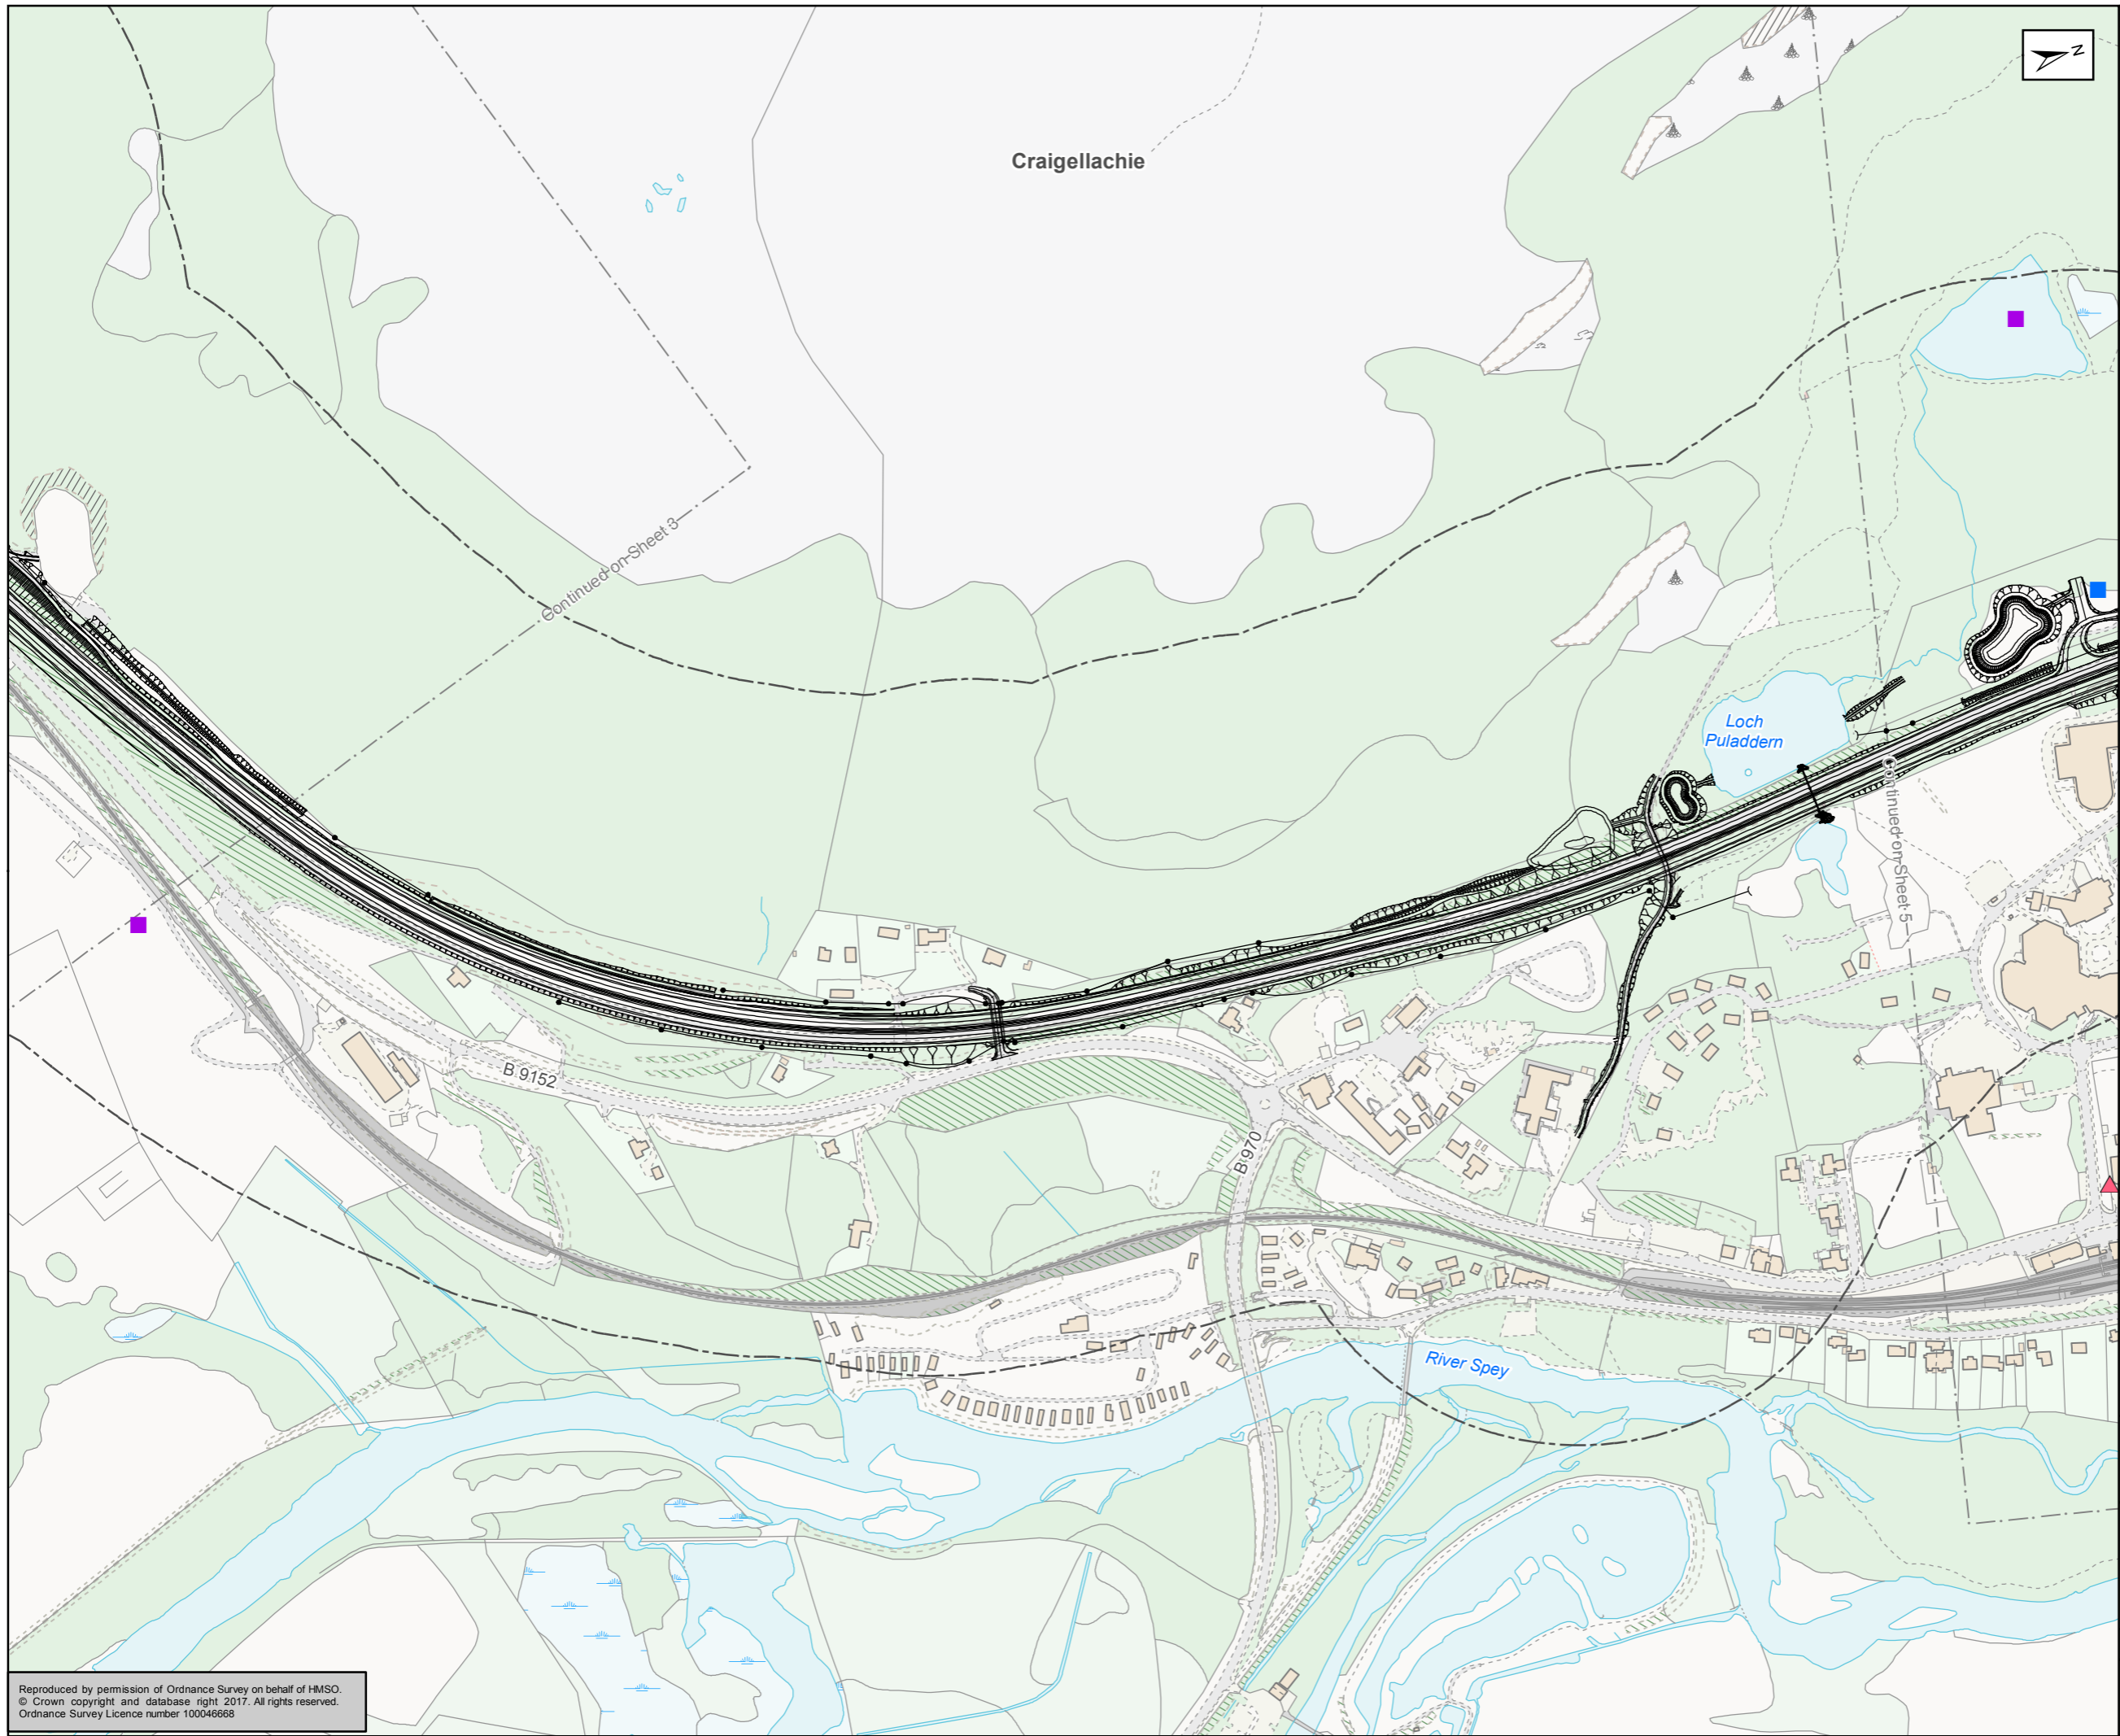 N
Craigellachie
Continued on Sheet 3
Loch
Puladdern
Continued on Sheet 5
B 9152
B 970
River Spey
Reproduced by permission of Ordnance Survey on behalf of HMSO.
© Crown copyright and database right 2017. All rights reserved.
Ordnance Survey Licence number 100046668